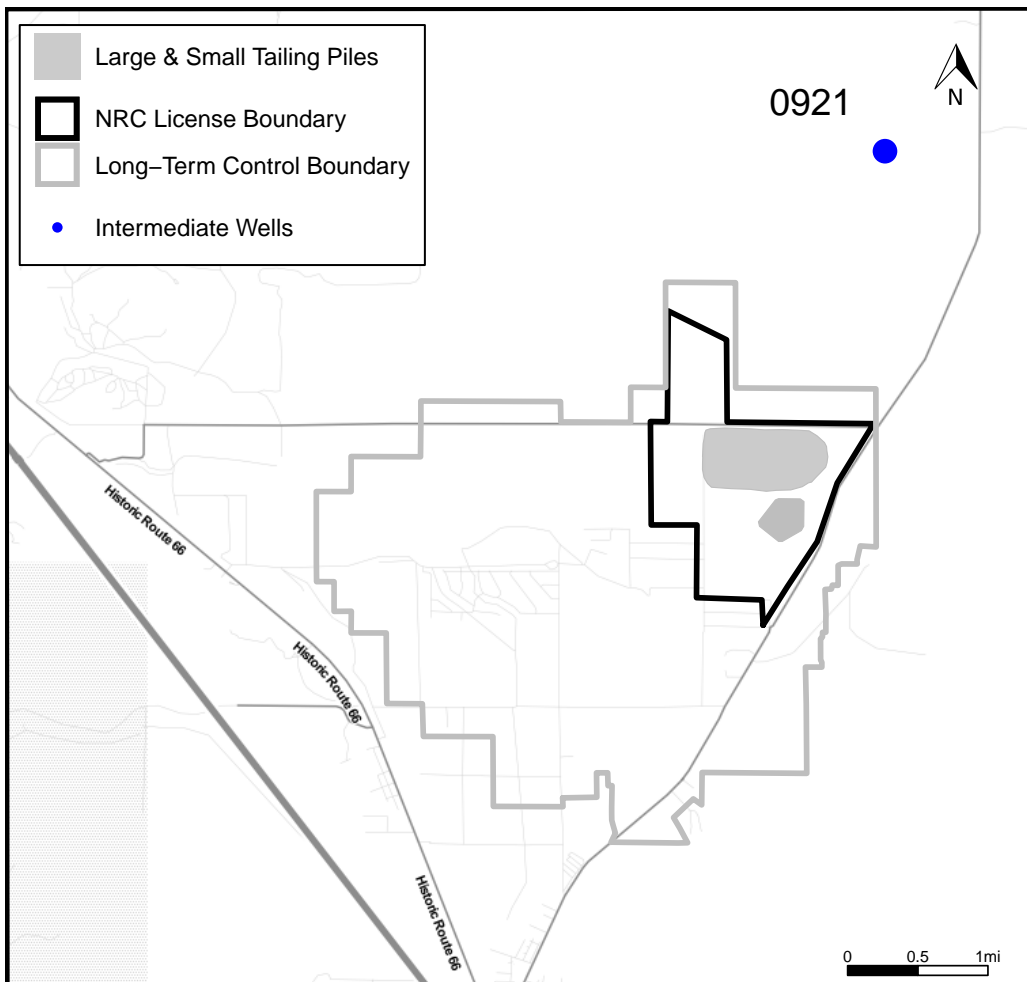 Large & Small Tailing Piles
NRC License Boundary
Long−Term Control Boundary
Intermediate Wells
0921
N
Historic Route 66
Historic Route 66
Historic Route 66
0 0.5 1mi